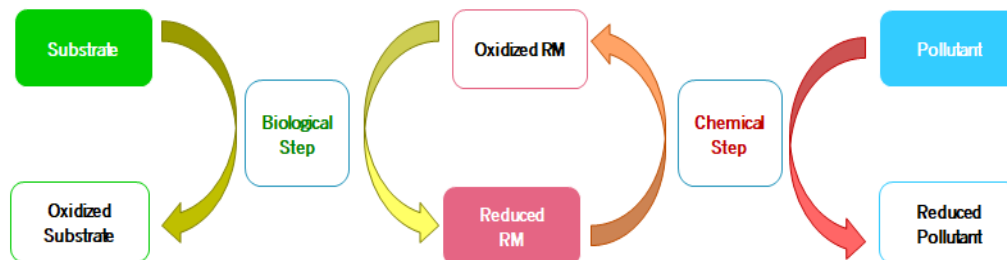 Substrate
Oxidized RM
Pollutant
Biological
Step
Chemical
Step
Oxidized
Substrate
Reduced
RM
Reduced
Pollutant